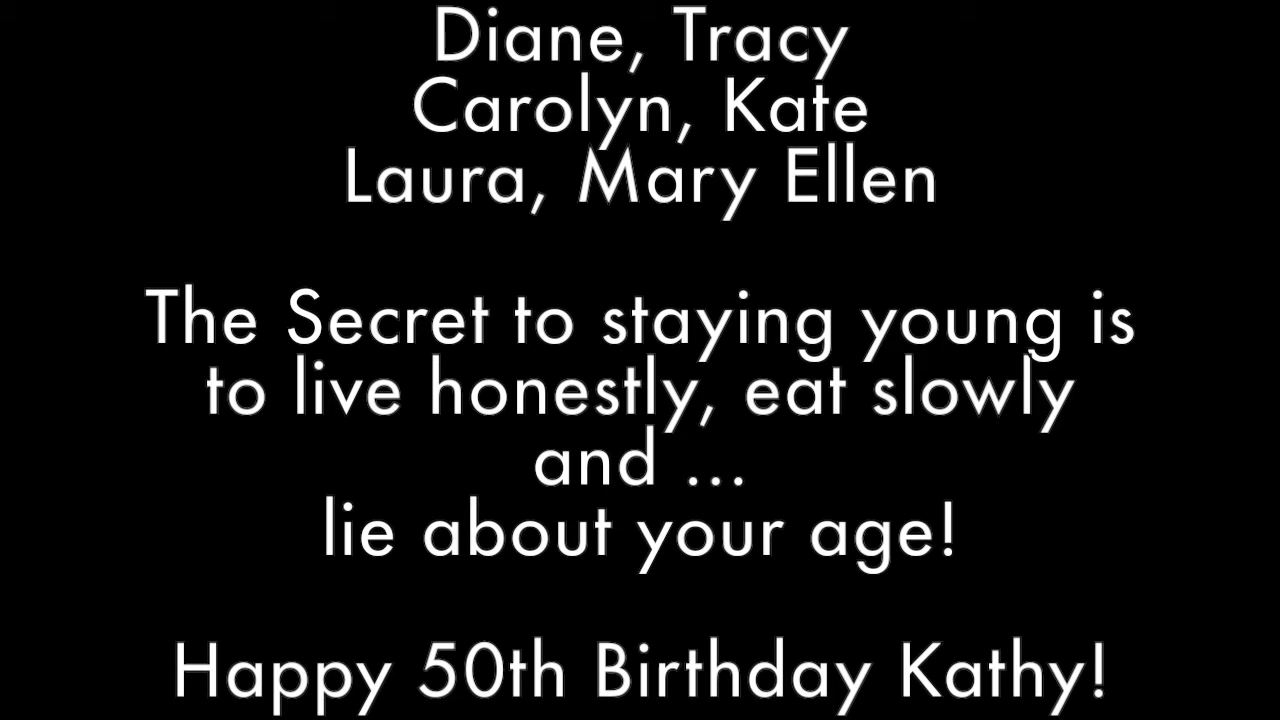 Diane, Tracy
Carolyn, Kate
Laura, Mary Ellen
The Secret to staying young is
to live honestly, eat slowly
and ...
lie about your age!
Happy 50th Birthday Kathy!